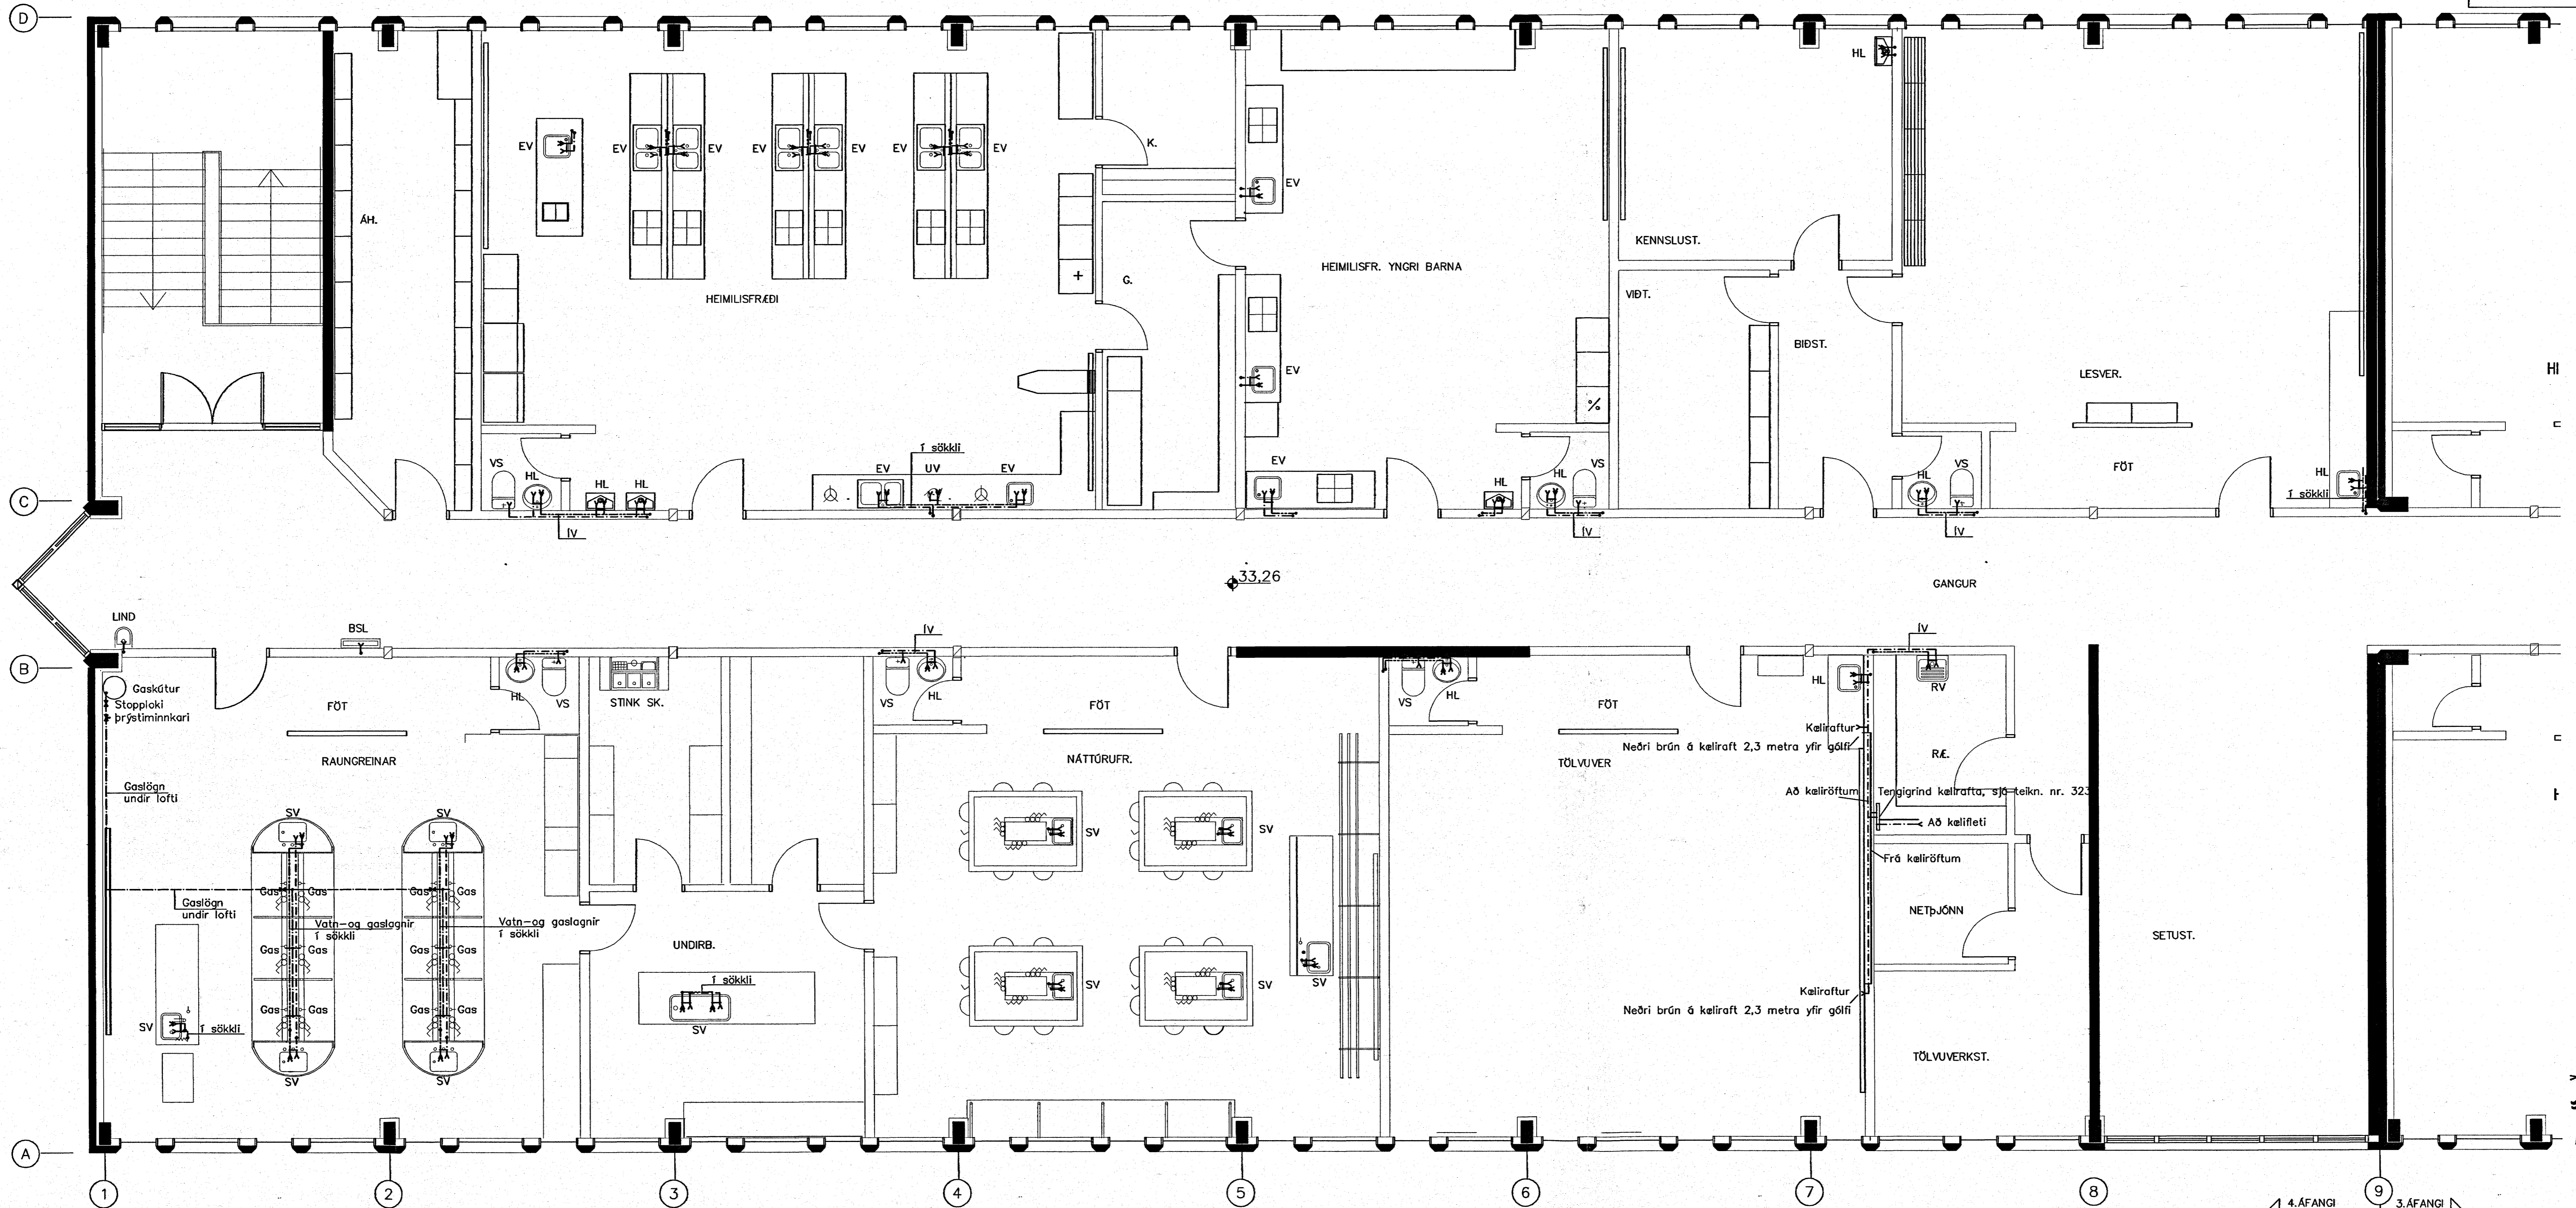 D
HL
EV
EV
EV
EV
EV
EV
EV
K.
EV
ÁH.
KENNSLUST.
HEIMILISFR. YNGRI BARNA
G.
VIÐT.
HEIMILISFRÆÐI
BIÐST.
EV
LESVER.
í sökkli
VS
HL
HL
HL
EV
UV
EV
EV
HL
HL
VS
HL
VS
FÖT
HL
í sökkli
C
ÍV
ÍV
ÍV
33,26
GANGUR
LIND
BSL
ÍV
ÍV
B
Gaskútur
Stopploki
Þrýstiminnkari
FÖT
HL
VS
STINK SK.
VS
HL
FÖT
VS
HL
FÖT
HL
RV
Kæliraftur
Neðri brún á kæliraft 2,3 metra yfir gólfi
RAUNGREINAR
NÁTTÚRUFR.
TÖLVUVER
RÆ.
Gaslögn
undir lofti
Að kæliröftum
Tengigrind kælirafta, sjá teikn. nr. 323
Að kælifleti
SV
SV
SV
SV
Frá kæliröftum
Gas
Gas
Gas
Gas
Gaslögn
undir lofti
Vatn-og gaslagnir
í sökkli
Vatn-og gaslagnir
í sökkli
NETÞJÓNN
UNDIRB.
SETUST.
Gas
Gas
Gas
Gas
í sökkli
SV
SV
SV
Kæliraftur
Neðri brún á kæliraft 2,3 metra yfir gólfi
Gas
Gas
Gas
Gas
SV
í sökkli
SV
TÖLVUVERKST.
SV
SV
A
1
2
3
4
5
6
7
8
9
4.ÁFANGI
3.ÁFANGI